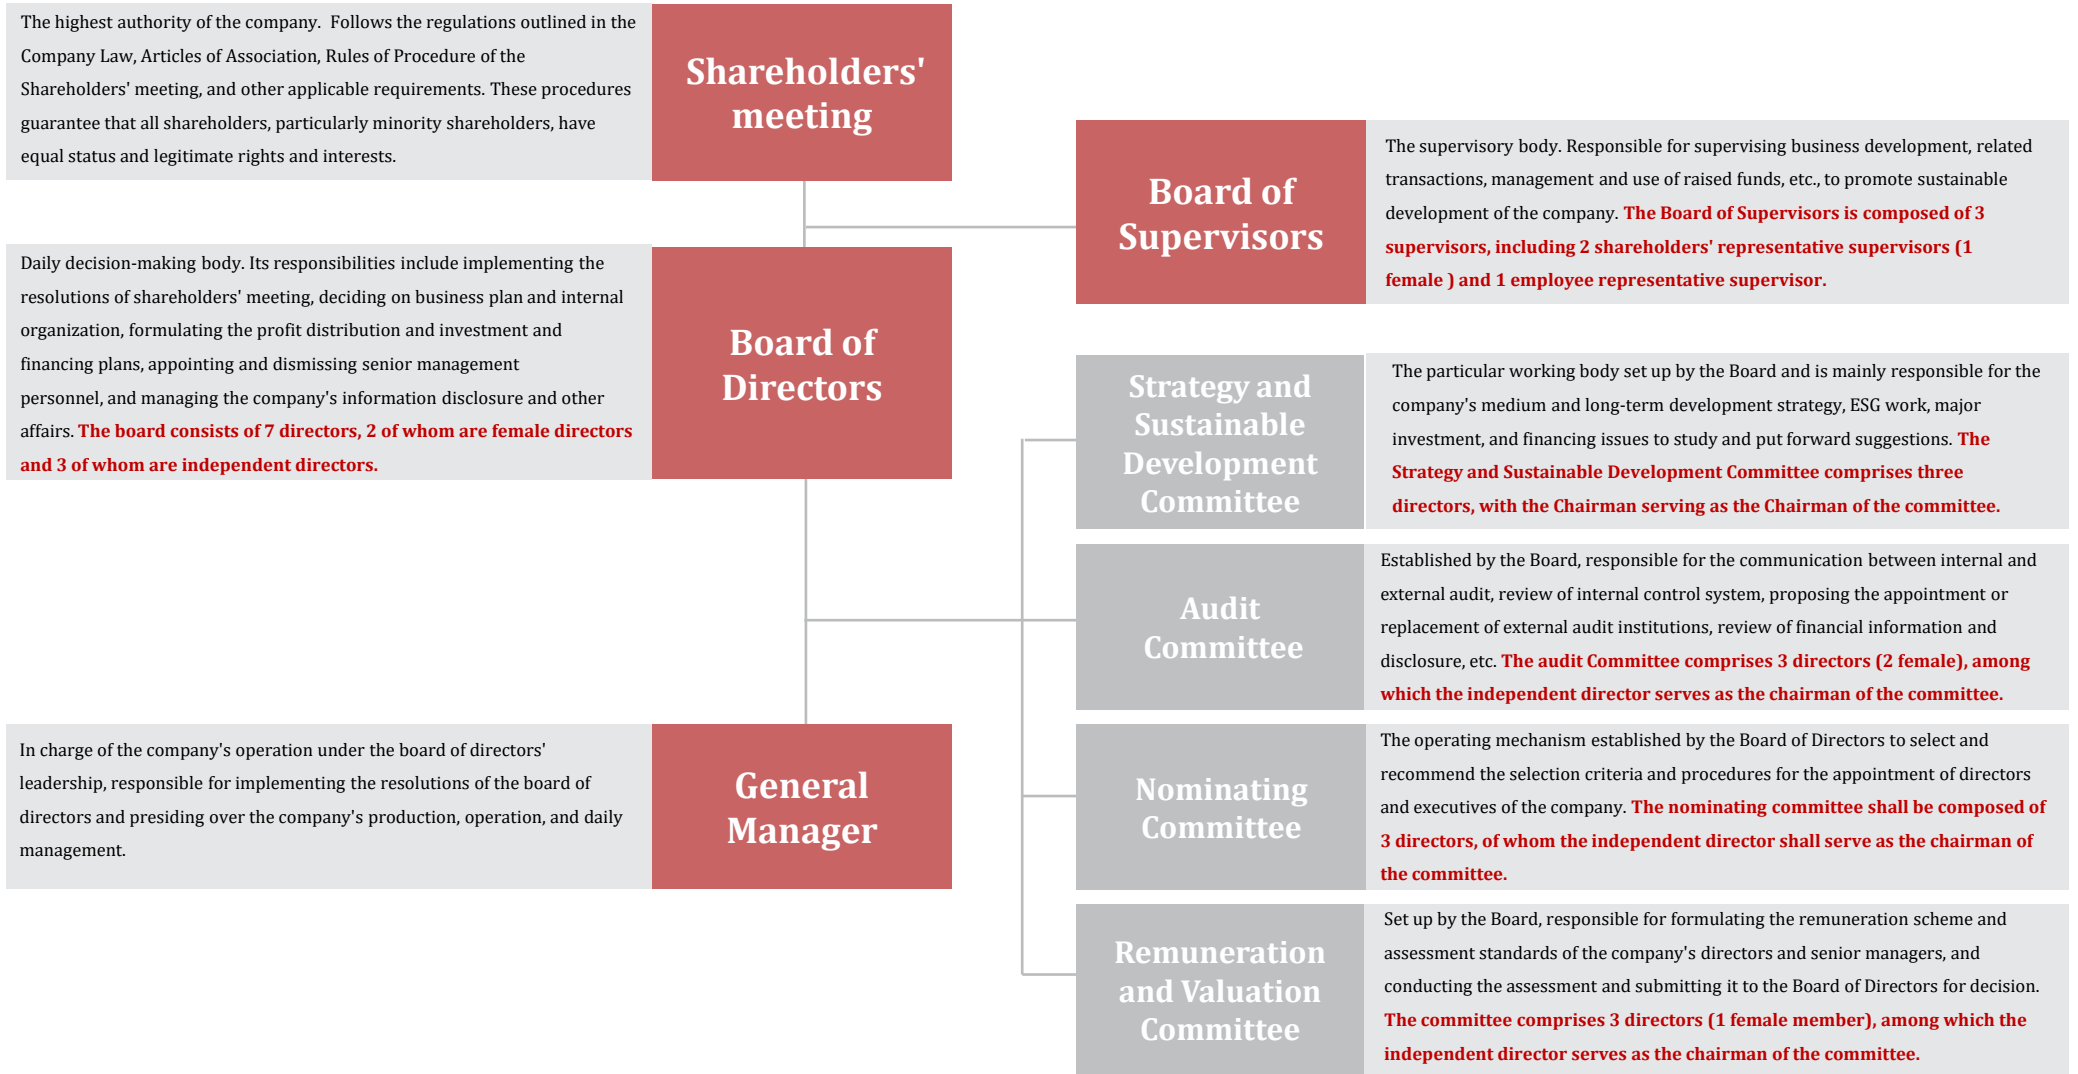 The highest authority of the company.  Follows the regulations outlined in the
Company Law, Articles of Association, Rules of Procedure of the
Shareholders' meeting, and other applicable requirements. These procedures
guarantee that all shareholders, particularly minority shareholders, have
equal status and legitimate rights and interests.
Shareholders'
meeting
Board of
Supervisors
The supervisory body. Responsible for supervising business development, related
transactions, management and use of raised funds, etc., to promote sustainable
development of the company. The Board of Supervisors is composed of 3
supervisors, including 2 shareholders' representative supervisors (1
female ) and 1 employee representative supervisor.
Daily decision-making body. Its responsibilities include implementing the
resolutions of shareholders' meeting, deciding on business plan and internal
organization, formulating the profit distribution and investment and
financing plans, appointing and dismissing senior management
personnel, and managing the company's information disclosure and other
affairs. The board consists of 7 directors, 2 of whom are female directors
and 3 of whom are independent directors.
Board of
Directors
Strategy and
Sustainable
Development
Committee
The particular working body set up by the Board and is mainly responsible for the
company's medium and long-term development strategy, ESG work, major
investment, and financing issues to study and put forward suggestions. The
Strategy and Sustainable Development Committee comprises three
directors, with the Chairman serving as the Chairman of the committee.
Audit
Committee
Established by the Board, responsible for the communication between internal and
external audit, review of internal control system, proposing the appointment or
replacement of external audit institutions, review of financial information and
disclosure, etc. The audit Committee comprises 3 directors (2 female), among
which the independent director serves as the chairman of the committee.
In charge of the company's operation under the board of directors'
leadership, responsible for implementing the resolutions of the board of
directors and presiding over the company's production, operation, and daily
management.
General
Manager
Nominating
Committee
The operating mechanism established by the Board of Directors to select and
recommend the selection criteria and procedures for the appointment of directors
and executives of the company. The nominating committee shall be composed of
3 directors, of whom the independent director shall serve as the chairman of
the committee.
Remuneration
and Valuation
Committee
Set up by the Board, responsible for formulating the remuneration scheme and
assessment standards of the company's directors and senior managers, and
conducting the assessment and submitting it to the Board of Directors for decision.
The committee comprises 3 directors (1 female member), among which the
independent director serves as the chairman of the committee.